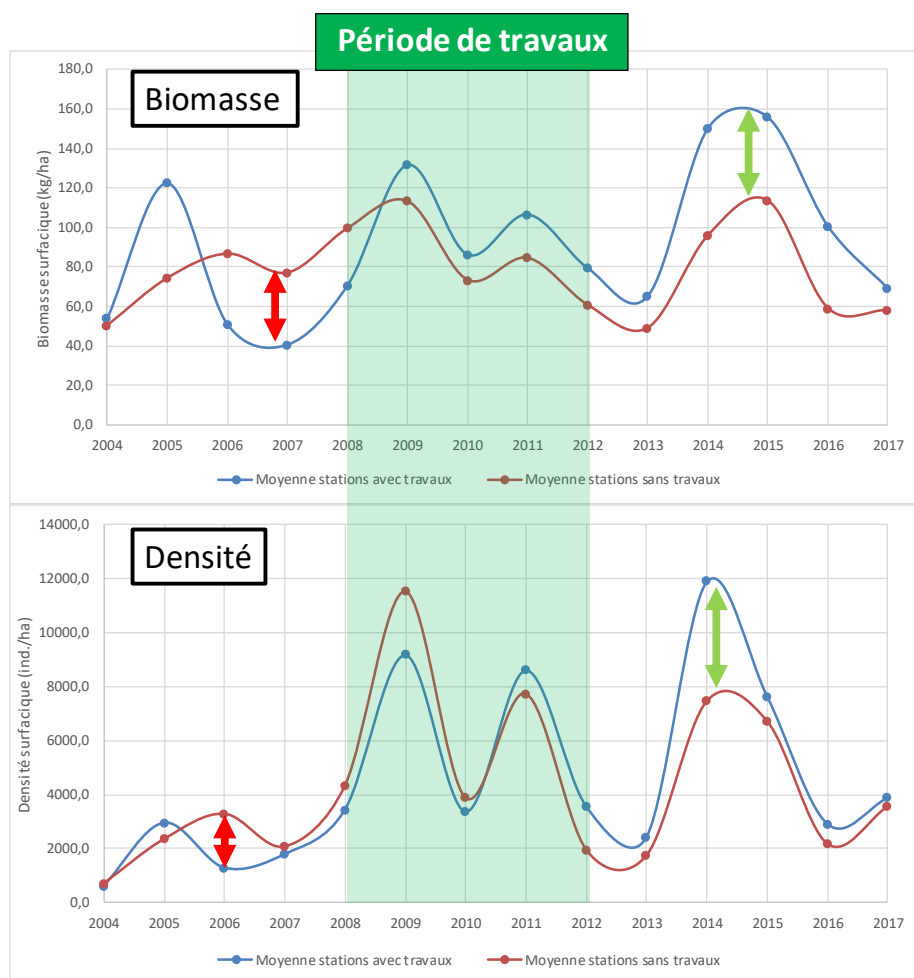 Période de travaux
Biomasse
Biomasse surfacique (kg/ha)
180,0
160,0
140,0
120,0
100,0
80,0
60,0
40,0
20,0
0,0
2004 2005 2006 2007 2008 2009 2010 2011 2012 2013 2014 2015 2016 2017
Moyenne stations avec travaux Moyenne stations sans travaux
Densité
Densité surfacique (ind./ha)
14000,0
12000,0
10000,0
8000,0
6000,0
4000,0
2000,0
0,0
2004 2005 2006 2007 2008 2009 2010 2011 2012 2013 2014 2015 2016 2017
Moyenne stations avec travaux Moyenne stations sans travaux